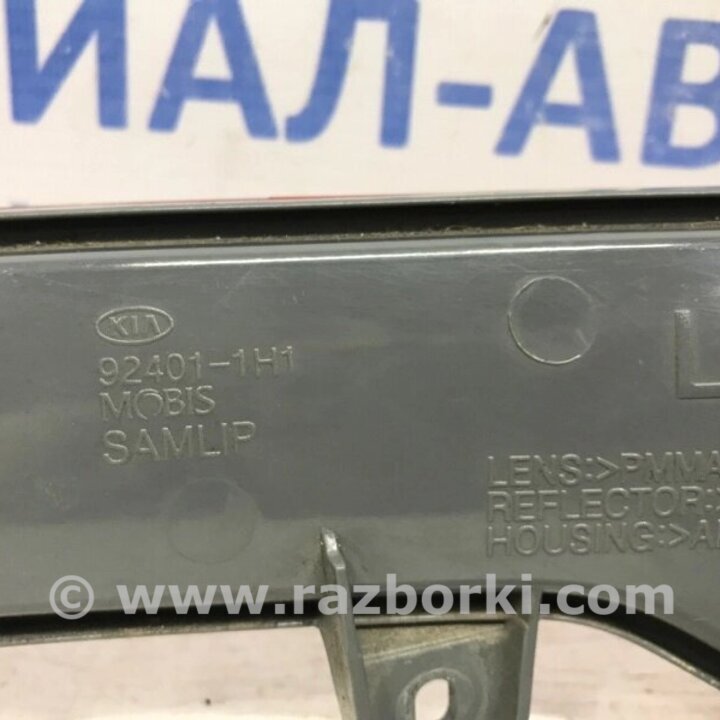 ИАЛ-АВ
KIA
92401-1H1
MOBIS
SAMLIP
L
LENS:>PMMA
REFLECTOR:
HOUSING:>A
© www.razborki.com